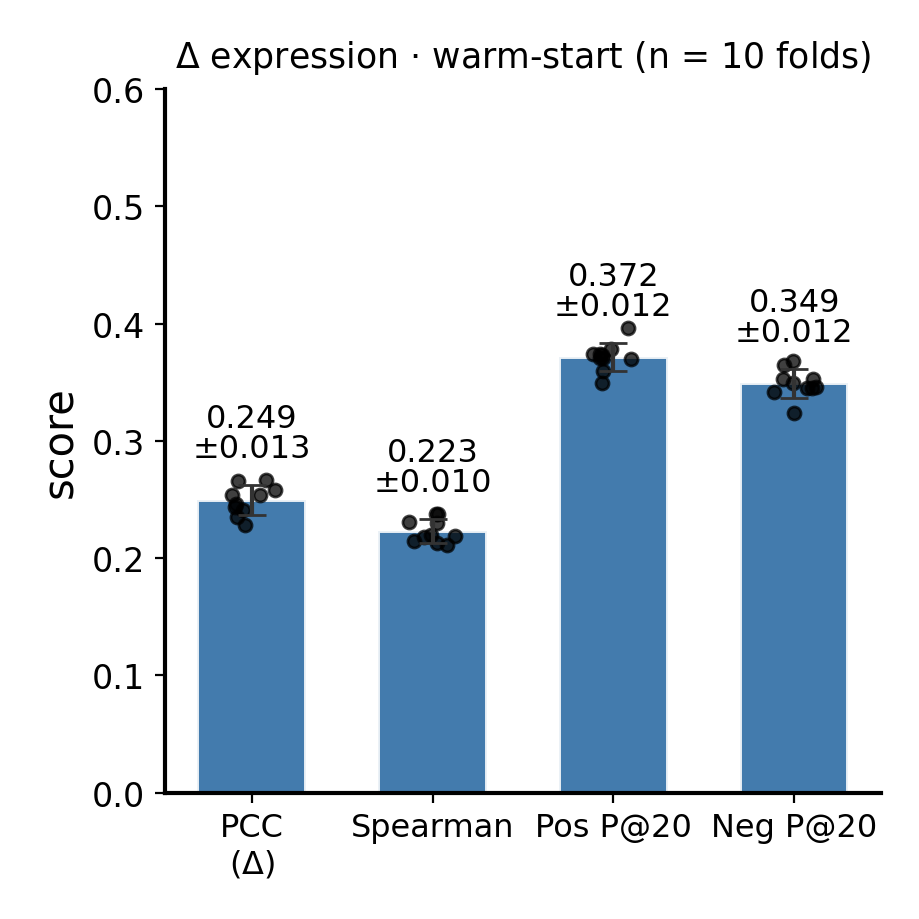 Δ expression · warm-start (n = 10 folds)
0.6
0.5
0.4
0.3
0.2
0.1
0.0
score
0.249
±0.013
0.223
±0.010
0.372
±0.012
0.349
±0.012
PCC
(Δ)
Spearman
Pos P@20
Neg P@20